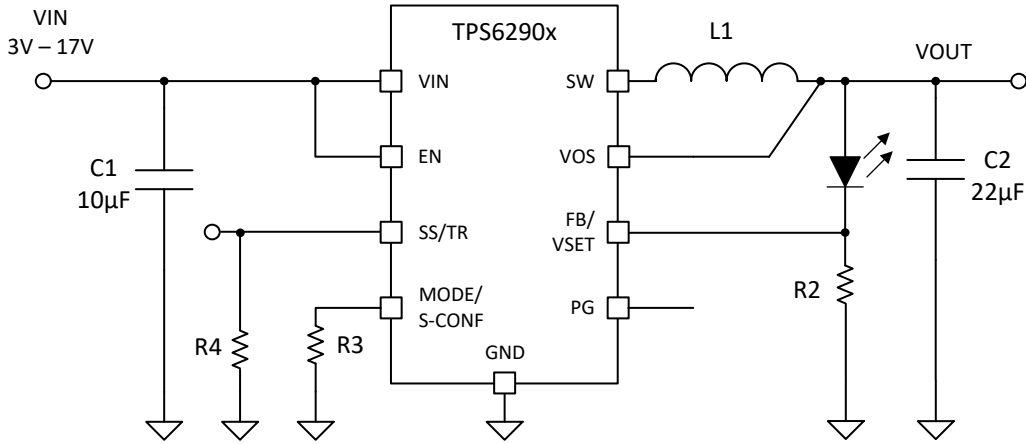 VIN
3V – 17V
TPS6290x
L1
VOUT
VIN
SW
EN
VOS
C1
10µF
C2
22µF
SS/TR
FB/
VSET
MODE/
S-CONF
PG
R2
R4
R3
GND